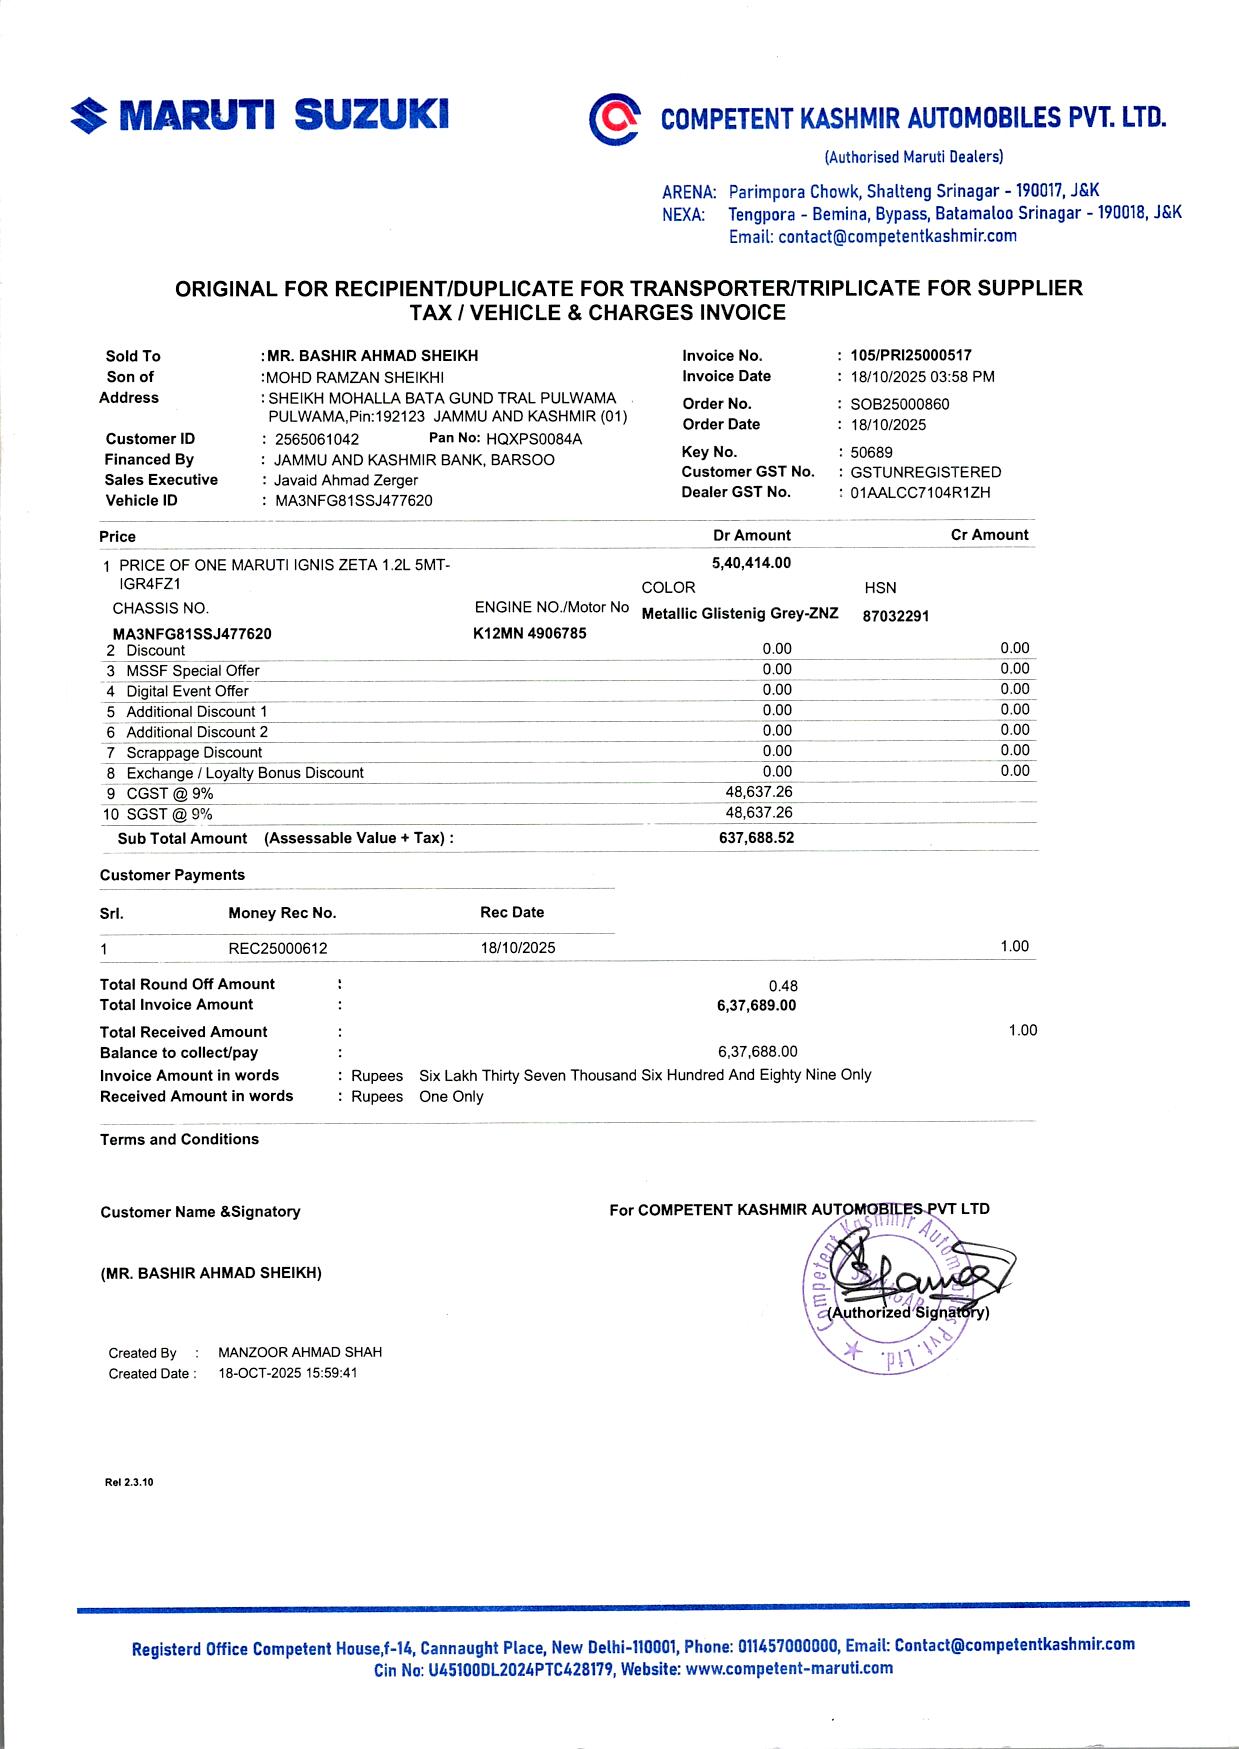 MARUTI SUZUKI
COMPETENT KASHMIR AUTOMOBILES PVT. LTD.
(Authorised Maruti Dealers)
ARENA: Parimpora Chowk, Shalteng Srinagar - 190017, J&K
NEXA: Tengpora - Bemina, Bypass, Batamaloo Srinagar - 190018, J&K
Email: contact@competentkashmir.com
ORIGINAL FOR RECIPIENT/DUPLICATE FOR TRANSPORTER/TRIPLICATE FOR SUPPLIER
TAX / VEHICLE & CHARGES INVOICE
Sold To : MR. BASHIR AHMAD SHEIKH Invoice No. : 105/PRI25000517
Son of :MOHD RAMZAN SHEIKHI Invoice Date : 18/10/2025 03:58 PM
Address : SHEIKH MOHALLA BATA GUND TRAL PULWAMA Order No. : SOB25000860
PULWAMA,Pin:192123 JAMMU AND KASHMIR (01) Order Date : 18/10/2025
Customer ID : 2565061042 Pan No: HQXPS0084A Key No. : 50689
Financed By : JAMMU AND KASHMIR BANK, BARSOO Customer GST No. : GSTUNREGISTERED
Sales Executive : Javaid Ahmad Zerger Dealer GST No. : 01AALCC7104R1ZH
Vehicle ID : MA3NFG81SSJ477620
Price Dr Amount Cr Amount
1 PRICE OF ONE MARUTI IGNIS ZETA 1.2L 5MT- 5,40,414.00
IGR4FZ1 COLOR HSN
CHASSIS NO. ENGINE NO./Motor No Metallic Glistenig Grey-ZNZ 87032291
MA3NFG81SSJ477620 K12MN 4906785
2 Discount 0.00 0.00
3 MSSF Special Offer 0.00 0.00
4 Digital Event Offer 0.00 0.00
5 Additional Discount 1 0.00 0.00
6 Additional Discount 2 0.00 0.00
7 Scrappage Discount 0.00 0.00
8 Exchange / Loyalty Bonus Discount 0.00 0.00
9 CGST @ 9% 48,637.26
10 SGST @ 9% 48,637.26
Sub Total Amount (Assessable Value + Tax) : 637,688.52
Customer Payments
Srl. Money Rec No. Rec Date
1 REC25000612 18/10/2025 1.00
Total Round Off Amount : 0.48
Total Invoice Amount : 6,37,689.00
Total Received Amount : 1.00
Balance to collect/pay : 6,37,688.00
Invoice Amount in words : Rupees Six Lakh Thirty Seven Thousand Six Hundred And Eighty Nine Only
Received Amount in words : Rupees One Only
Terms and Conditions
Customer Name &Signatory For COMPETENT KASHMIR AUTOMOBILES PVT LTD
Competent Kashmir Automobiles Pvt. Ltd.
SRINAGAR
(MR. BASHIR AHMAD SHEIKH)
(Authorized Signatory)
Created By : MANZOOR AHMAD SHAH
Created Date : 18-OCT-2025 15:59:41
Rel 2.3.10
Registerd Office Competent House,f-14, Cannaught Place, New Delhi-110001, Phone: 011457000000, Email: Contact@competentkashmir.com
Cin No: U45100DL2024PTC428179, Website: www.competent-maruti.com